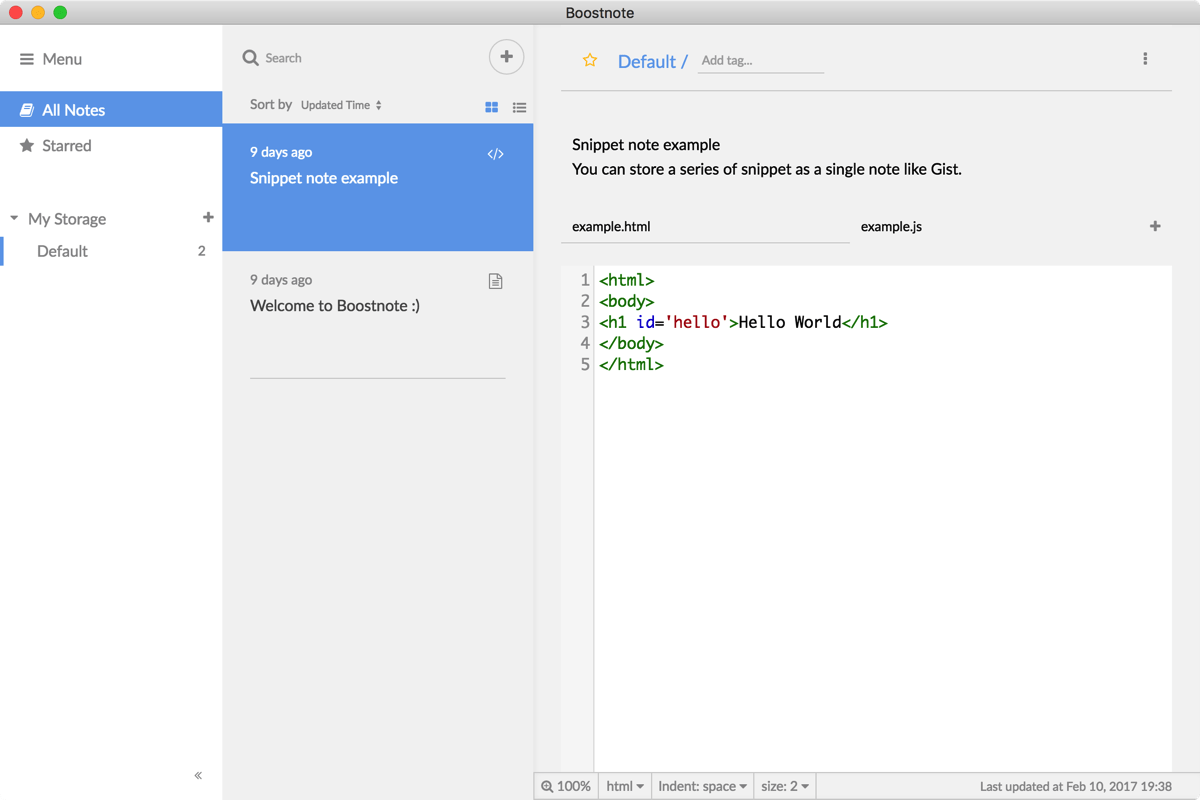 Boostnote
Menu
All Notes
Starred
My Storage
Default 2
Search
Sort by Updated Time
9 days ago
Snippet note example
9 days ago
Welcome to Boostnote :)
Default / Add tag...
Snippet note example
You can store a series of snippet as a single note like Gist.
example.html example.js
1 <html>
2 <body>
3 <h1 id='hello'>Hello World</h1>
4 </body>
5 </html>
100% html Indent: space size: 2 Last updated at Feb 10, 2017 19:38